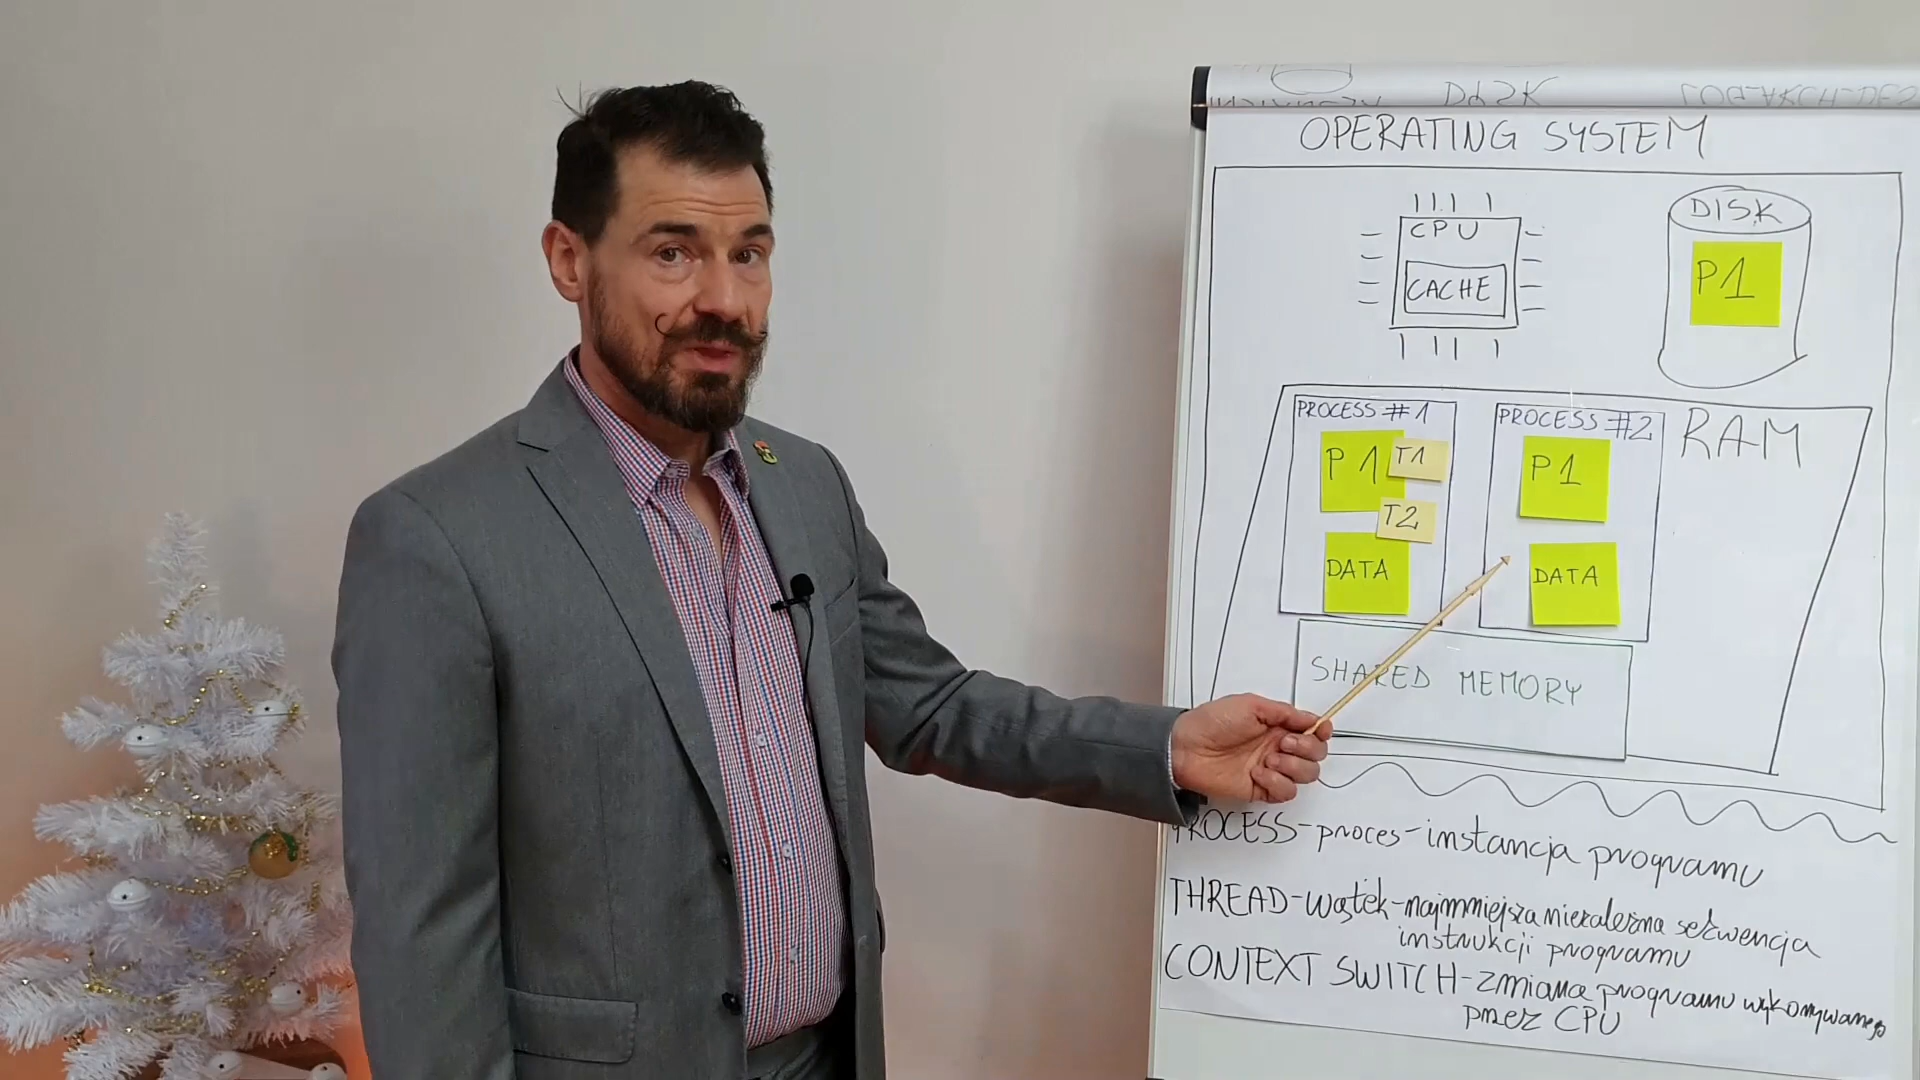 DISK
OPERATING SYSTEM
CPU
CACHE
DISK
P1
PROCESS #1
PROCESS #2
RAM
P1
T1
T2
DATA
P1
DATA
SHARED MEMORY
PROCESS-proces-instancja programu
THREAD-wątek-najmniejsza niezależna sekwencja
instrukcji programu
CONTEXT SWITCH-zmiana programu wykonywanego
przez CPU